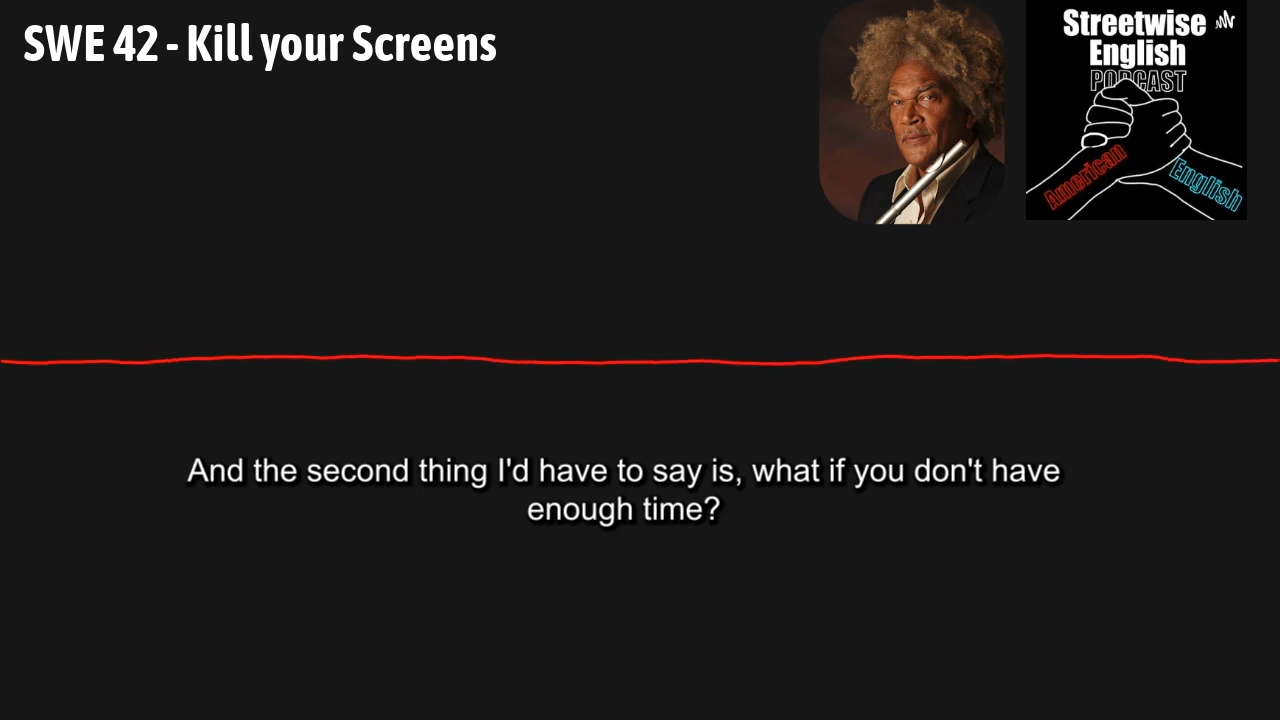 SWE 42 - Kill your Screens
Streetwise
English
PODCAST
American
English
And the second thing I'd have to say is, what if you don't have
enough time?